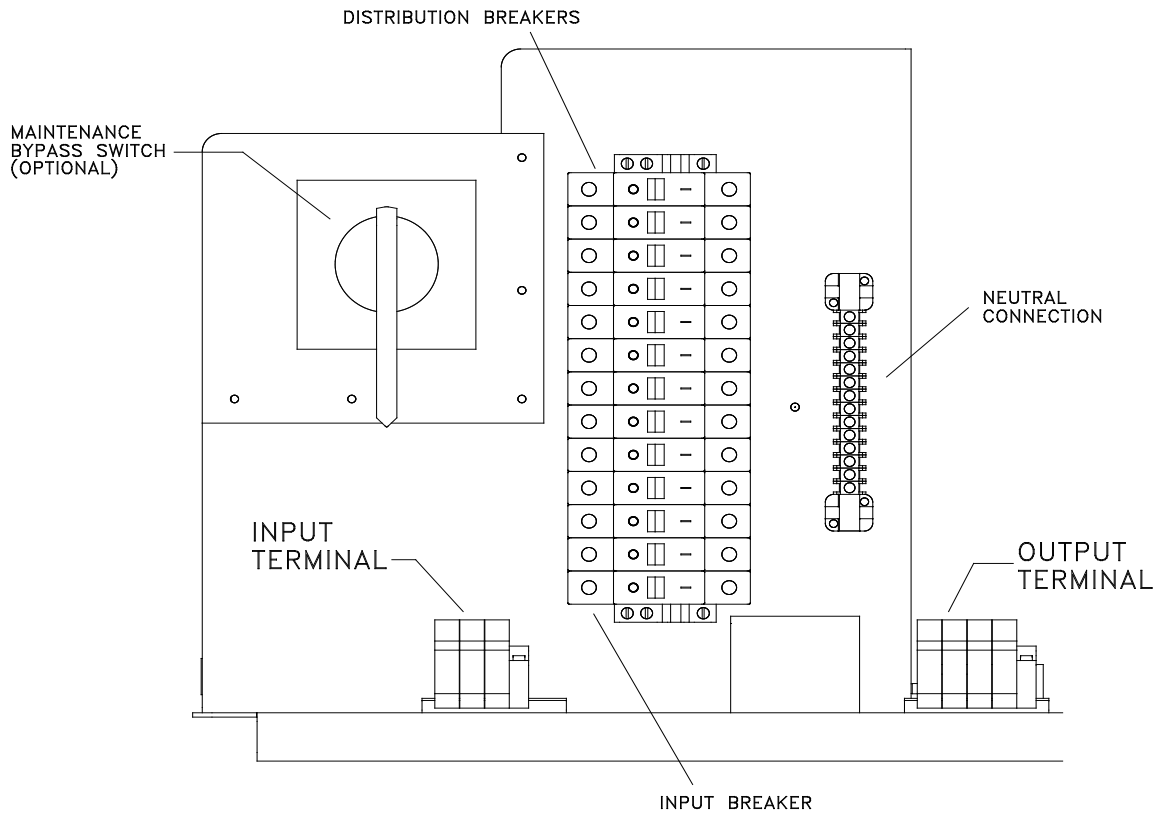 DISTRIBUTION BREAKERS
MAINTENANCE
BYPASS SWITCH
(OPTIONAL)
NEUTRAL
CONNECTION
INPUT
TERMINAL
OUTPUT
TERMINAL
INPUT BREAKER